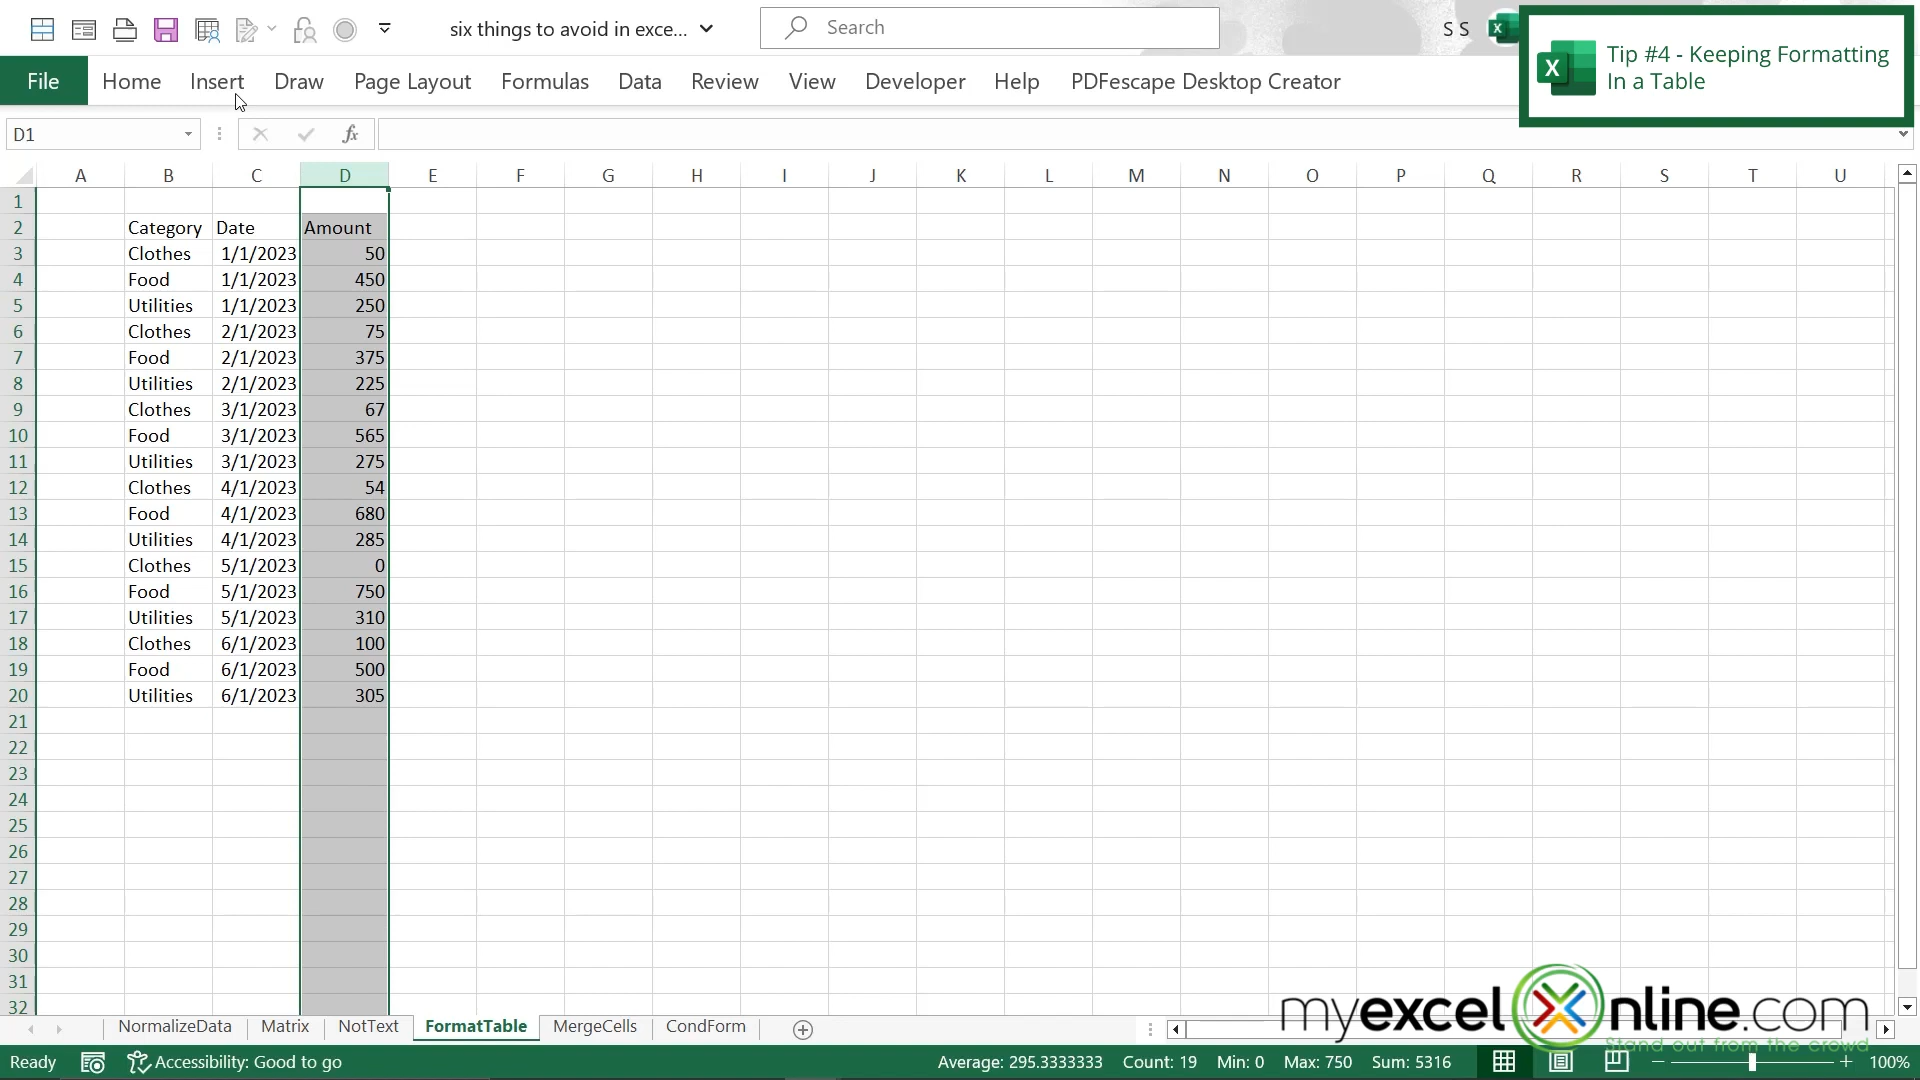 six things to avoid in exce...
Search
S S
Tip #4 - Keeping Formatting
In a Table
File Home Insert Draw Page Layout Formulas Data Review View Developer Help PDFescape Desktop Creator
D1 fx
A B C D E F G H I J K L M N O P Q R S T U
1
2 Category Date Amount
3 Clothes 1/1/2023 50
4 Food 1/1/2023 450
5 Utilities 1/1/2023 250
6 Clothes 2/1/2023 75
7 Food 2/1/2023 375
8 Utilities 2/1/2023 225
9 Clothes 3/1/2023 67
10 Food 3/1/2023 565
11 Utilities 3/1/2023 275
12 Clothes 4/1/2023 54
13 Food 4/1/2023 680
14 Utilities 4/1/2023 285
15 Clothes 5/1/2023 0
16 Food 5/1/2023 750
17 Utilities 5/1/2023 310
18 Clothes 6/1/2023 100
19 Food 6/1/2023 500
20 Utilities 6/1/2023 305
21
22
23
24
25
26
27
28
29
30
31
32
myexcelonline.com
Stand out from the crowd
NormalizeData Matrix NotText FormatTable MergeCells CondForm
Ready Accessibility: Good to go Average: 295.3333333 Count: 19 Min: 0 Max: 750 Sum: 5316 100%